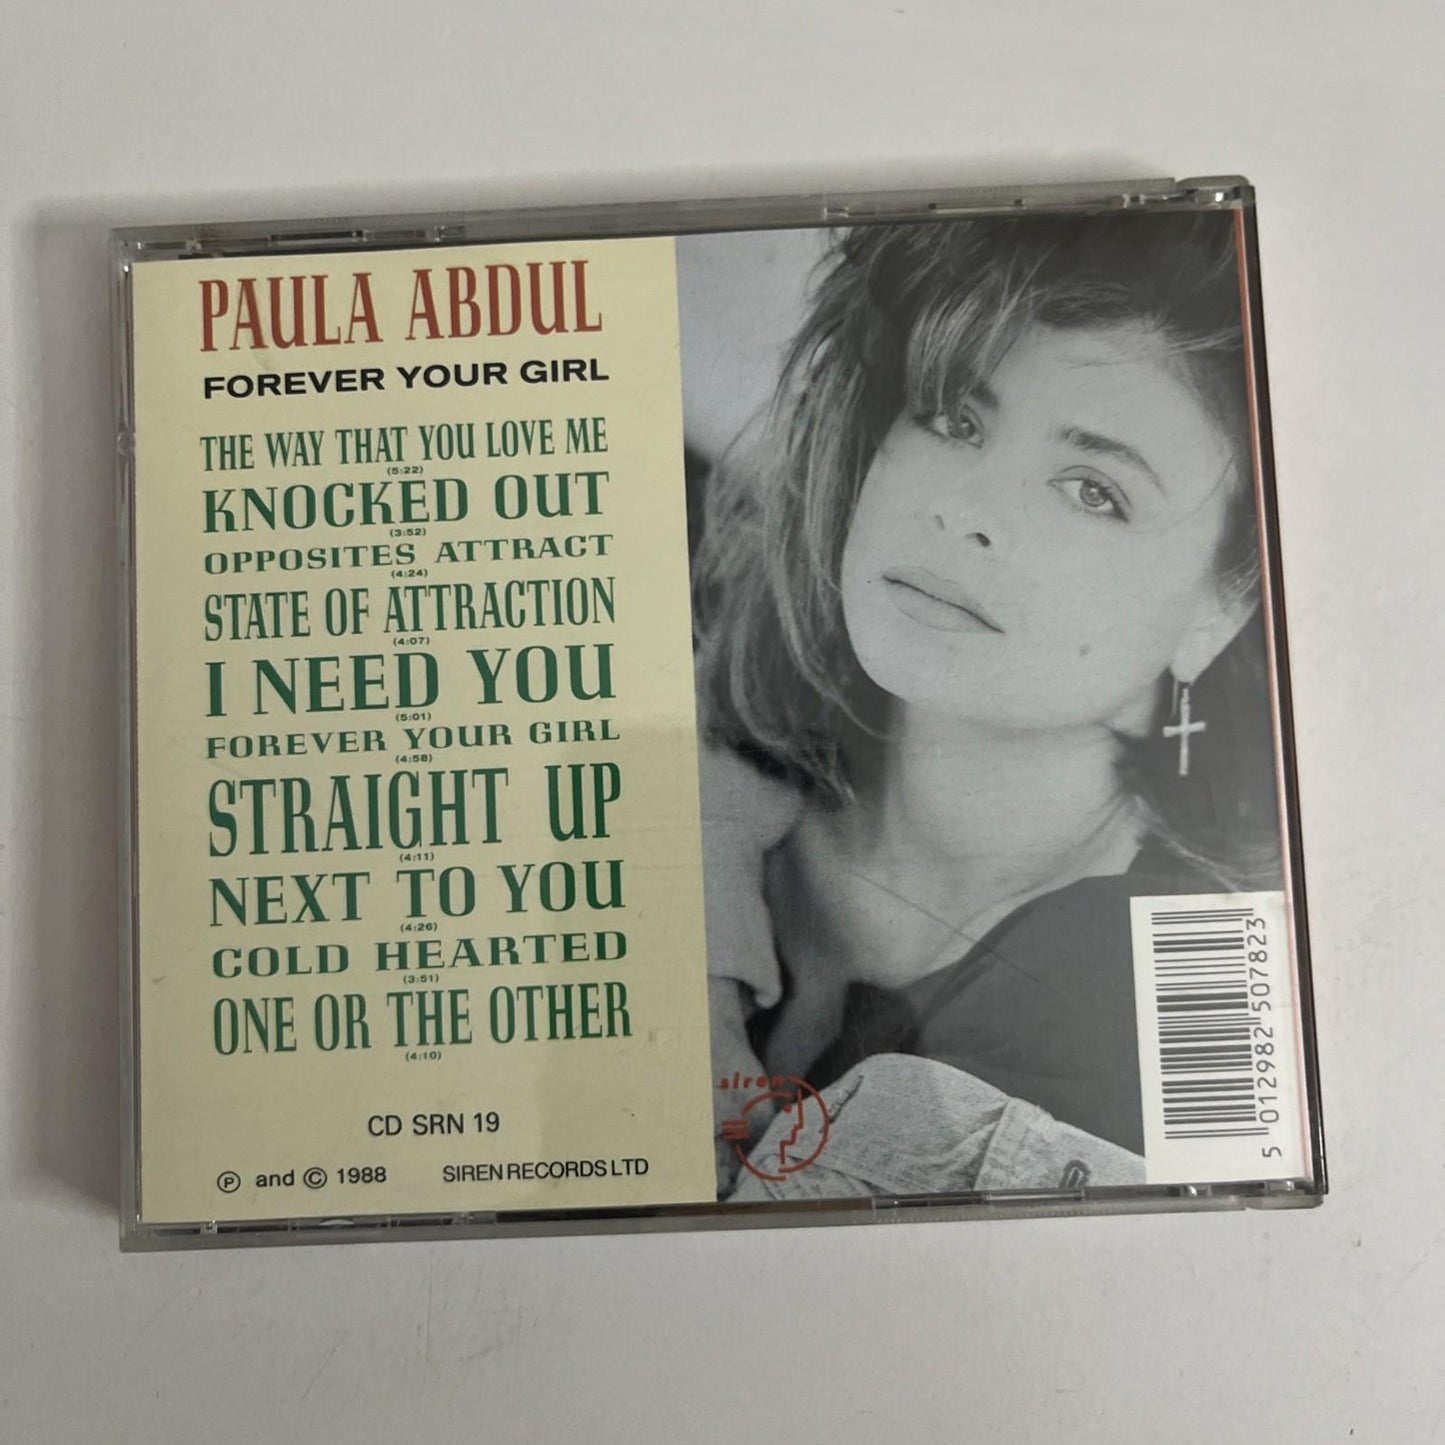 PAULA ABDUL
FOREVER YOUR GIRL
THE WAY THAT YOU LOVE ME
(5:22)
KNOCKED OUT
(3:52)
OPPOSITES ATTRACT
(4:24)
STATE OF ATTRACTION
(4:07)
I NEED YOU
(5:01)
FOREVER YOUR GIRL
(4:58)
STRAIGHT UP
(4:11)
NEXT TO YOU
(4:26)
COLD HEARTED
(3:51)
ONE OR THE OTHER
(4:10)
CD SRN 19
℗ and © 1988 SIREN RECORDS LTD
siren
5 012982 507823